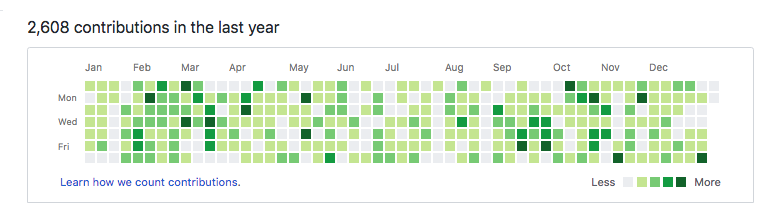 2,608 contributions in the last year
Jan Feb Mar Apr May Jun Jul Aug Sep Oct Nov Dec
Mon
Wed
Fri
Learn how we count contributions. Less More